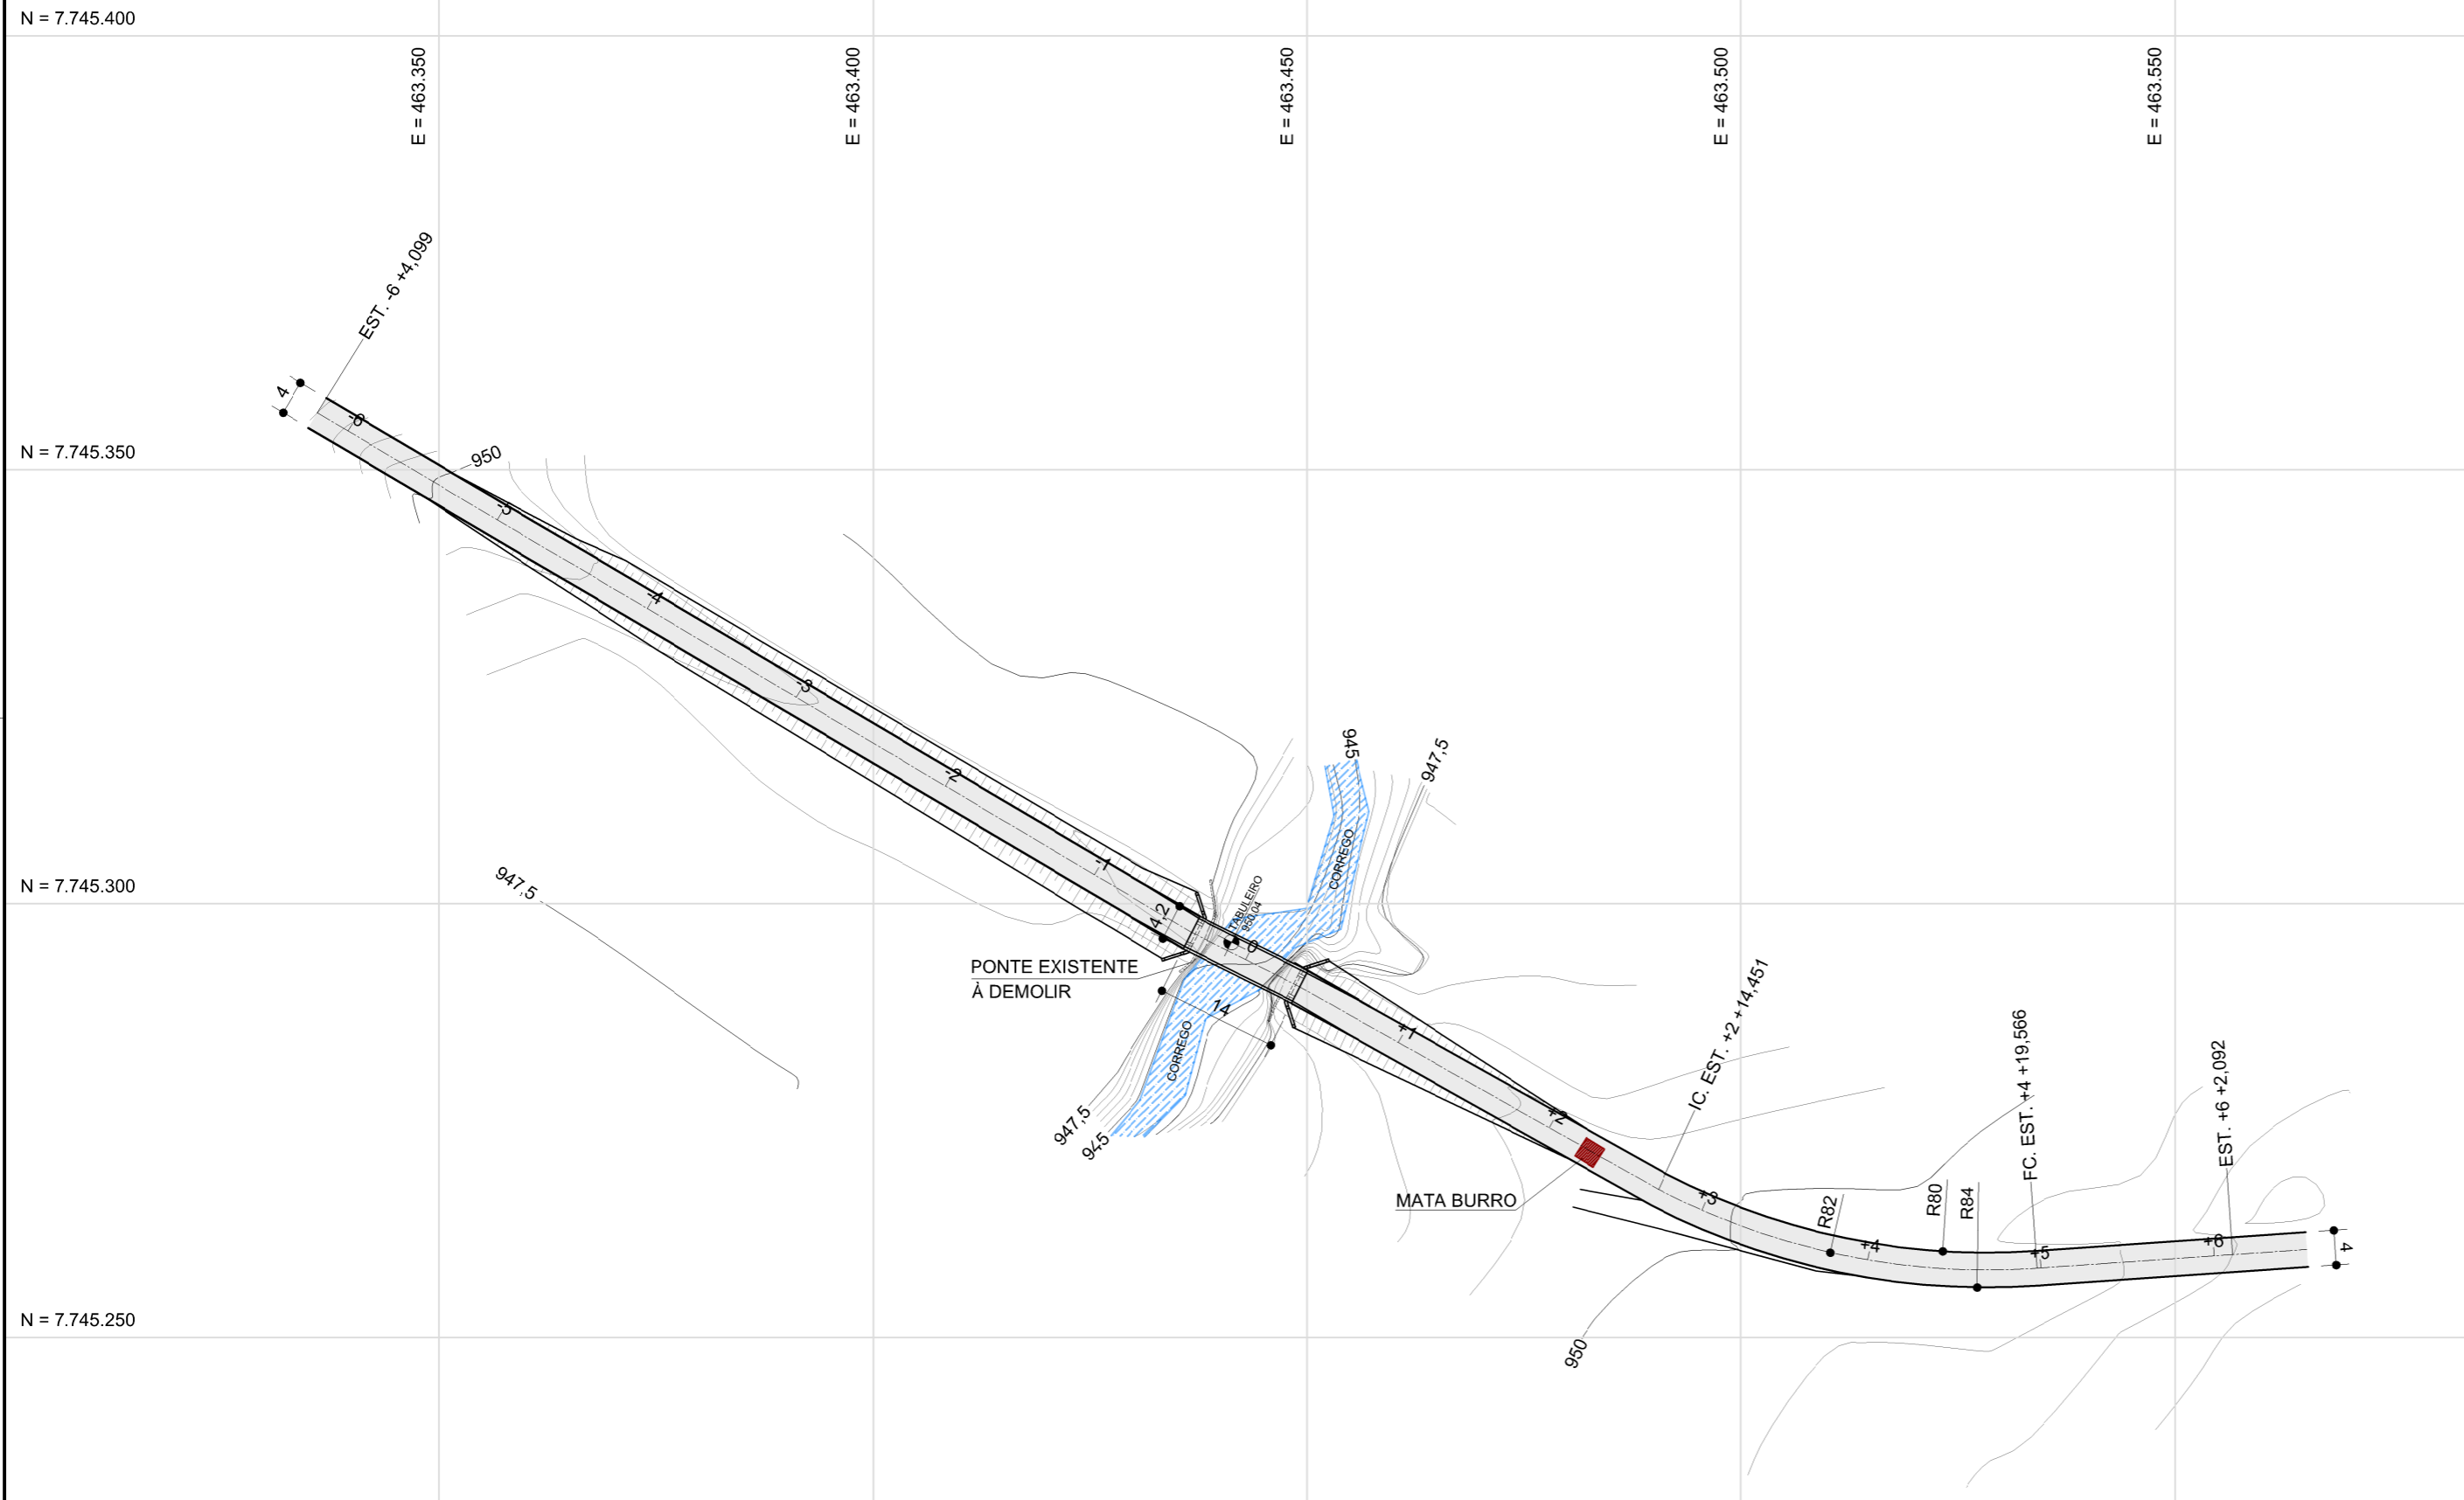 N = 7.745.400
E = 463.350
E = 463.400
E = 463.450
E = 463.500
E = 463.550
EST. -6 +4,099
4
-6
N = 7.745.350
950
-5
-4
-3
-2
945
947,5
CORREGO
-1
947,5
N = 7.745.300
4,2
TABULEIRO
950,04
0
PONTE EXISTENTE
À DEMOLIR
14
+1
IC. EST. +2 +14,451
CORREGO
FC. EST. +4 +19,566
EST. +6 +2,092
947,5
945
+2
MATA BURRO
+3
R82
R80
R84
+4
+5
+6
4
N = 7.745.250
950